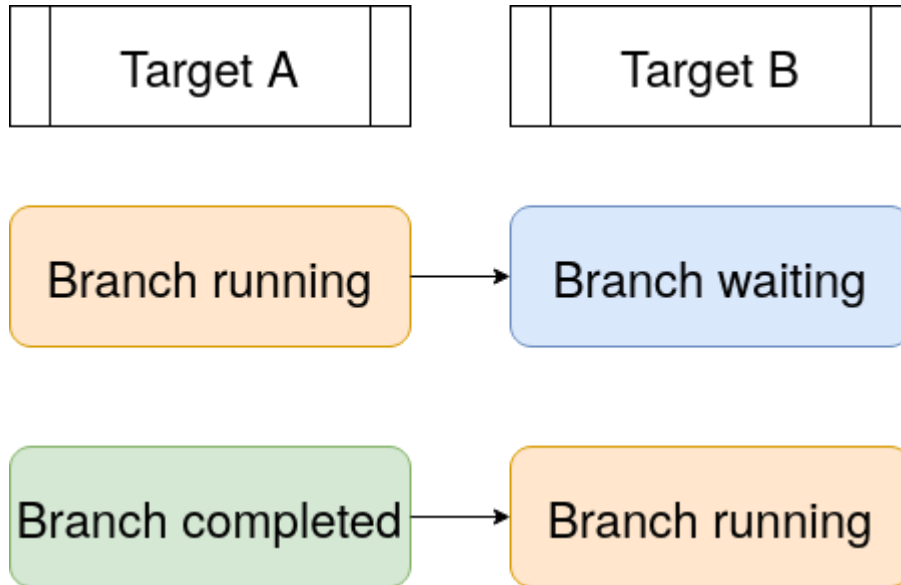 Target A
Target B
Branch running
Branch waiting
Branch completed
Branch running